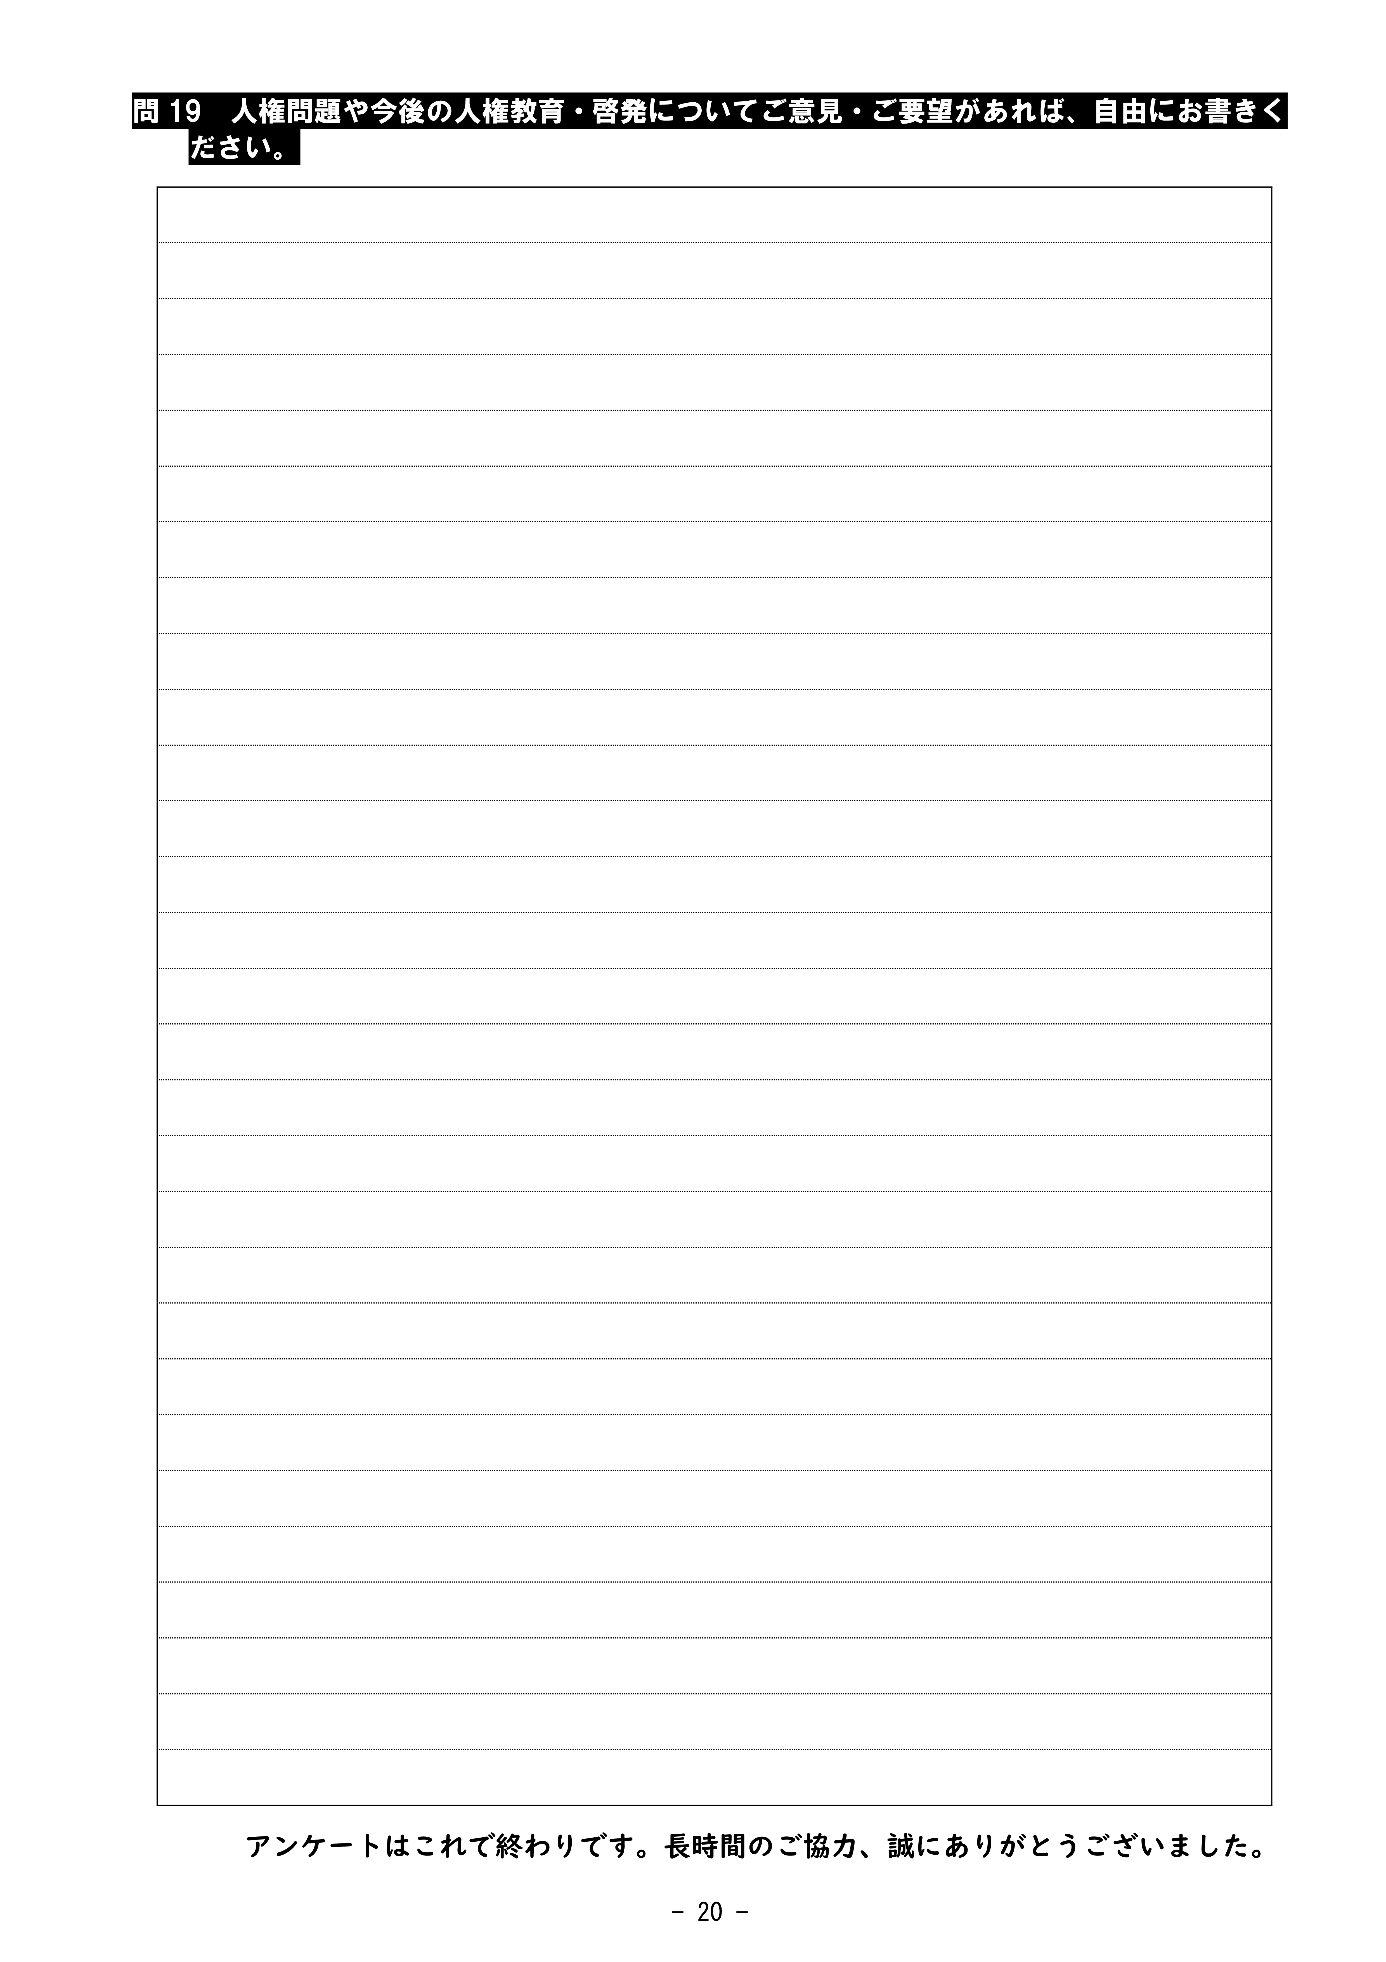 問 19　人権問題や今後の人権教育・啓発についてご意見・ご要望があれば、自由にお書きく
ださい。
アンケートはこれで終わりです。長時間のご協力、誠にありがとうございました。
- 20 -